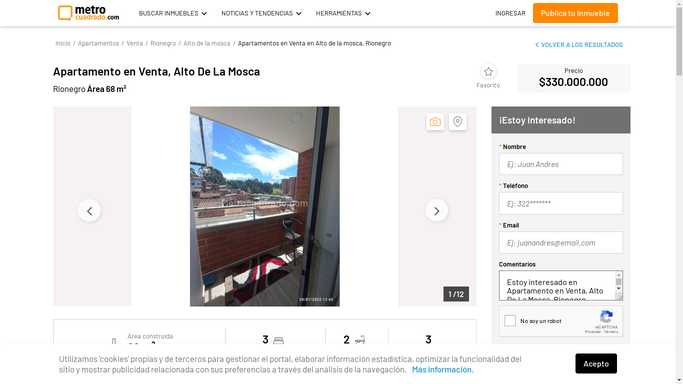 metro
cuadrado.com
BUSCAR INMUEBLES
NOTICIAS Y TENDENCIAS
HERRAMIENTAS
INGRESAR
Publica tu Inmueble
Inicio / Apartamentos / Venta / Rionegro / Alto de la mosca / Apartamentos en Venta en Alto de la mosca, Rionegro
VOLVER A LOS RESULTADOS
Apartamento en Venta, Alto De La Mosca
Rionegro Área 68 m²
Favorito
Precio
$330.000.000
1 /12
¡Estoy Interesado!
* Nombre
Ej: Juan Andres
* Teléfono
Ej: 322*******
* Email
Ej: juanandres@email.com
Comentarios
Estoy interesado en
Apartamento en Venta, Alto
De La Mosca, Rionegro
No soy un robot
reCAPTCHA
Privacidad - Términos
Área construida
3
2
3
Utilizamos 'cookies' propias y de terceros para gestionar el portal, elaborar información estadística, optimizar la funcionalidad del
sitio y mostrar publicidad relacionada con sus preferencias a través del análisis de la navegación. Más información.
Acepto